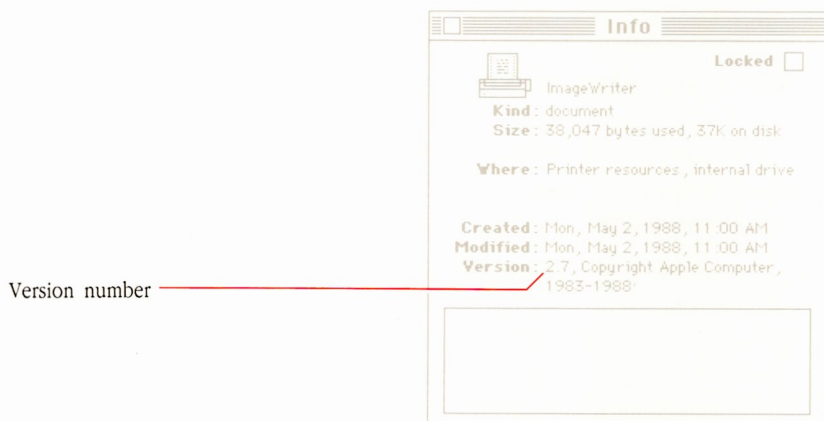 Info
Locked
ImageWriter
Kind: document
Size: 38,047 bytes used, 37K on disk
Where: Printer resources, internal drive
Created: Mon, May 2, 1988, 11:00 AM
Modified: Mon, May 2, 1988, 11:00 AM
Version: 2.7, Copyright Apple Computer,
1983-1988
Version number